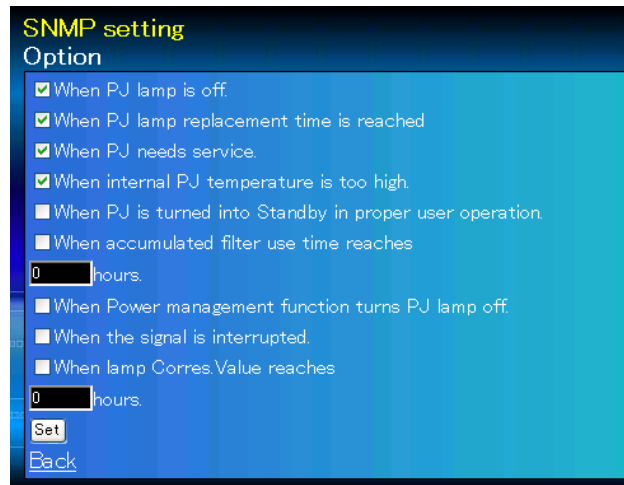 SNMP setting
Option
When PJ lamp is off.
When PJ lamp replacement time is reached
When PJ needs service.
When internal PJ temperature is too high.
When PJ is turned into Standby in proper user operation.
When accumulated filter use time reaches
0 hours.
When Power management function turns PJ lamp off.
When the signal is interrupted.
When lamp Corres.Value reaches
0 hours.
Set
Back